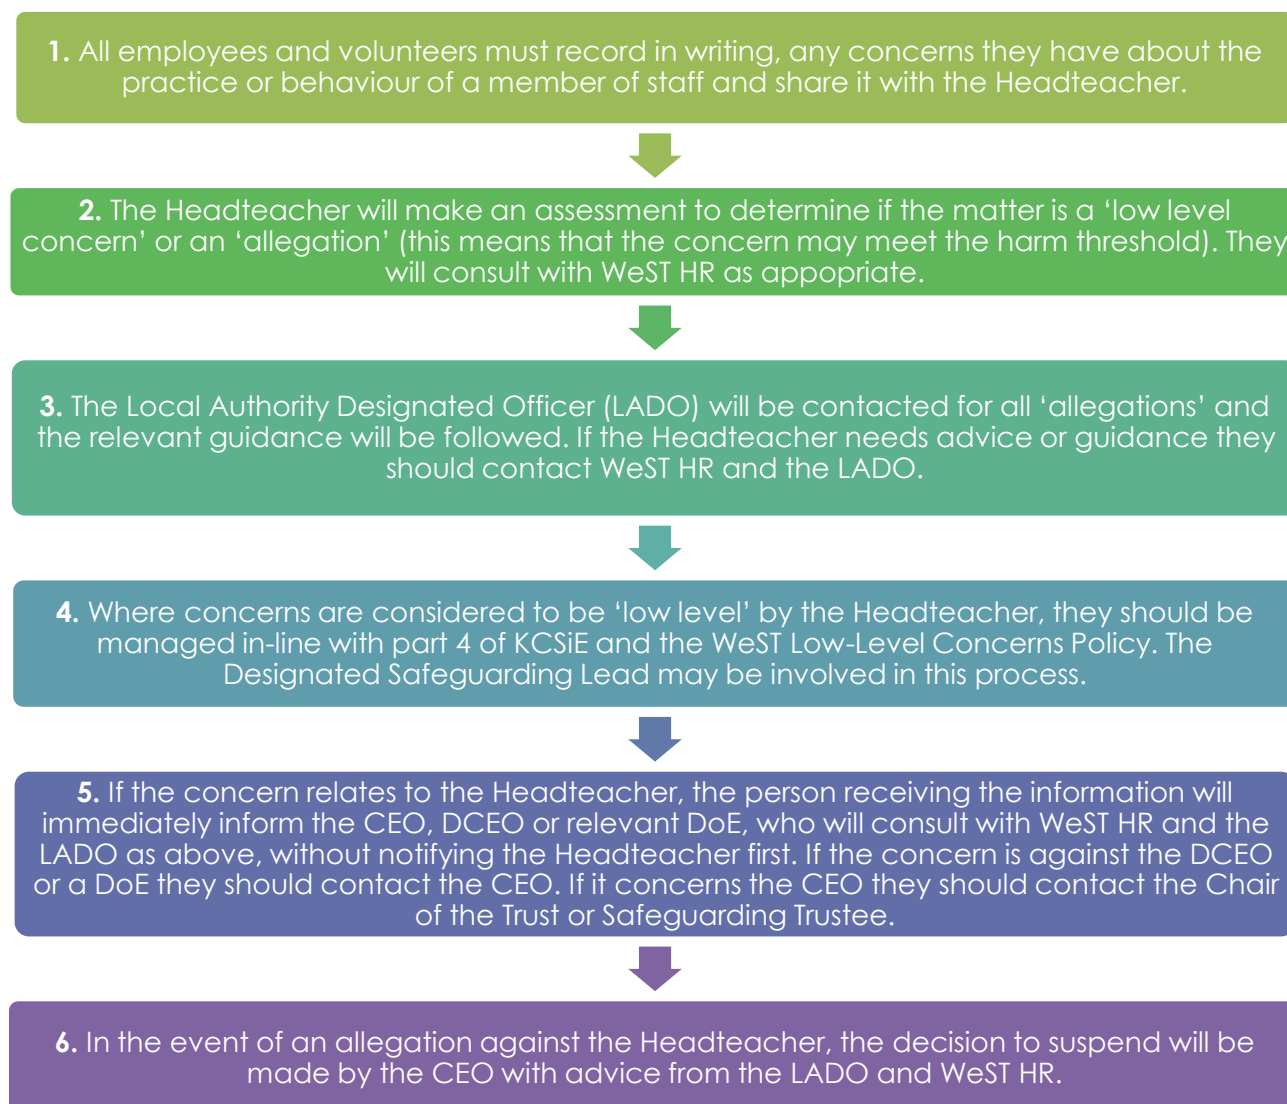 1. All employees and volunteers must record in writing, any concerns they have about the
practice or behaviour of a member of staff and share it with the Headteacher.
2. The Headteacher will make an assessment to determine if the matter is a ‘low level
concern’ or an ‘allegation’ (this means that the concern may meet the harm threshold). They
will consult with WeST HR as appopriate.
3. The Local Authority Designated Officer (LADO) will be contacted for all ‘allegations’ and
the relevant guidance will be followed. If the Headteacher needs advice or guidance they
should contact WeST HR and the LADO.
4. Where concerns are considered to be ‘low level’ by the Headteacher, they should be
managed in-line with part 4 of KCSiE and the WeST Low-Level Concerns Policy. The
Designated Safeguarding Lead may be involved in this process.
5. If the concern relates to the Headteacher, the person receiving the information will
immediately inform the CEO, DCEO or relevant DoE, who will consult with WeST HR and the
LADO as above, without notifying the Headteacher first. If the concern is against the DCEO
or a DoE they should contact the CEO. If it concerns the CEO they should contact the Chair
of the Trust or Safeguarding Trustee.
6. In the event of an allegation against the Headteacher, the decision to suspend will be
made by the CEO with advice from the LADO and WeST HR.